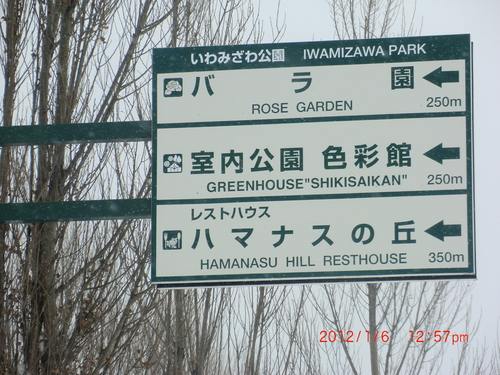 いわみざわ公園 IWAMIZAWA PARK
バラ園
ROSE GARDEN 250m
室内公園 色彩館
GREENHOUSE"SHIKISAIKAN" 250m
レストハウス
ハマナスの丘
HAMANASU HILL RESTHOUSE 350m
2012/1/6 12:57pm